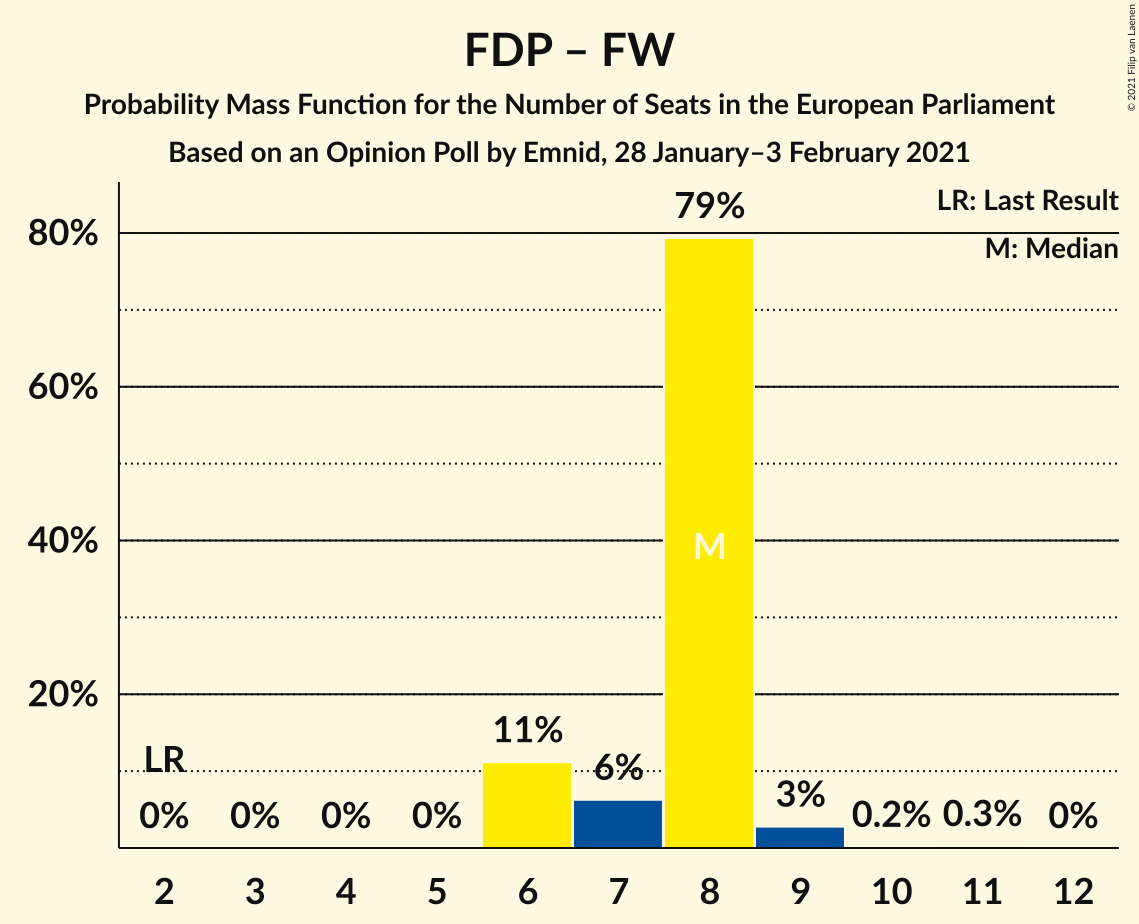 FDP – FW
Probability Mass Function for the Number of Seats in the European Parliament
Based on an Opinion Poll by Emnid, 28 January–3 February 2021
© 2021 Filip van Laenen
LR: Last Result
M: Median
79%
80%
60%
40%
20%
M
LR
11%
6%
3%
0% 0% 0% 0% 0.2% 0.3% 0%
2 3 4 5 6 7 8 9 10 11 12